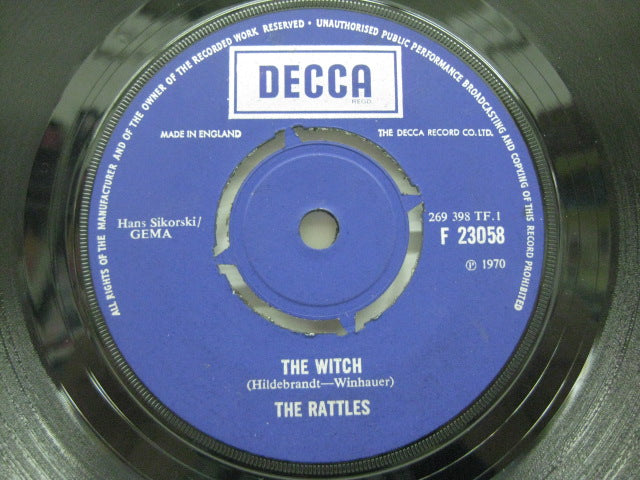 ALL RIGHTS OF THE MANUFACTURER AND OF THE OWNER OF THE RECORDED WORK RESERVED • UNAUTHORISED PUBLIC PERFORMANCE BROADCASTING AND COPYING OF THIS RECORD PROHIBITED
DECCA
REGD.
MADE IN ENGLAND THE DECCA RECORD CO. LTD.
Hans Sikorski/
GEMA
269 398 TF.1
F 23058
℗ 1970
THE WITCH
(Hildebrandt—Winhauer)
THE RATTLES